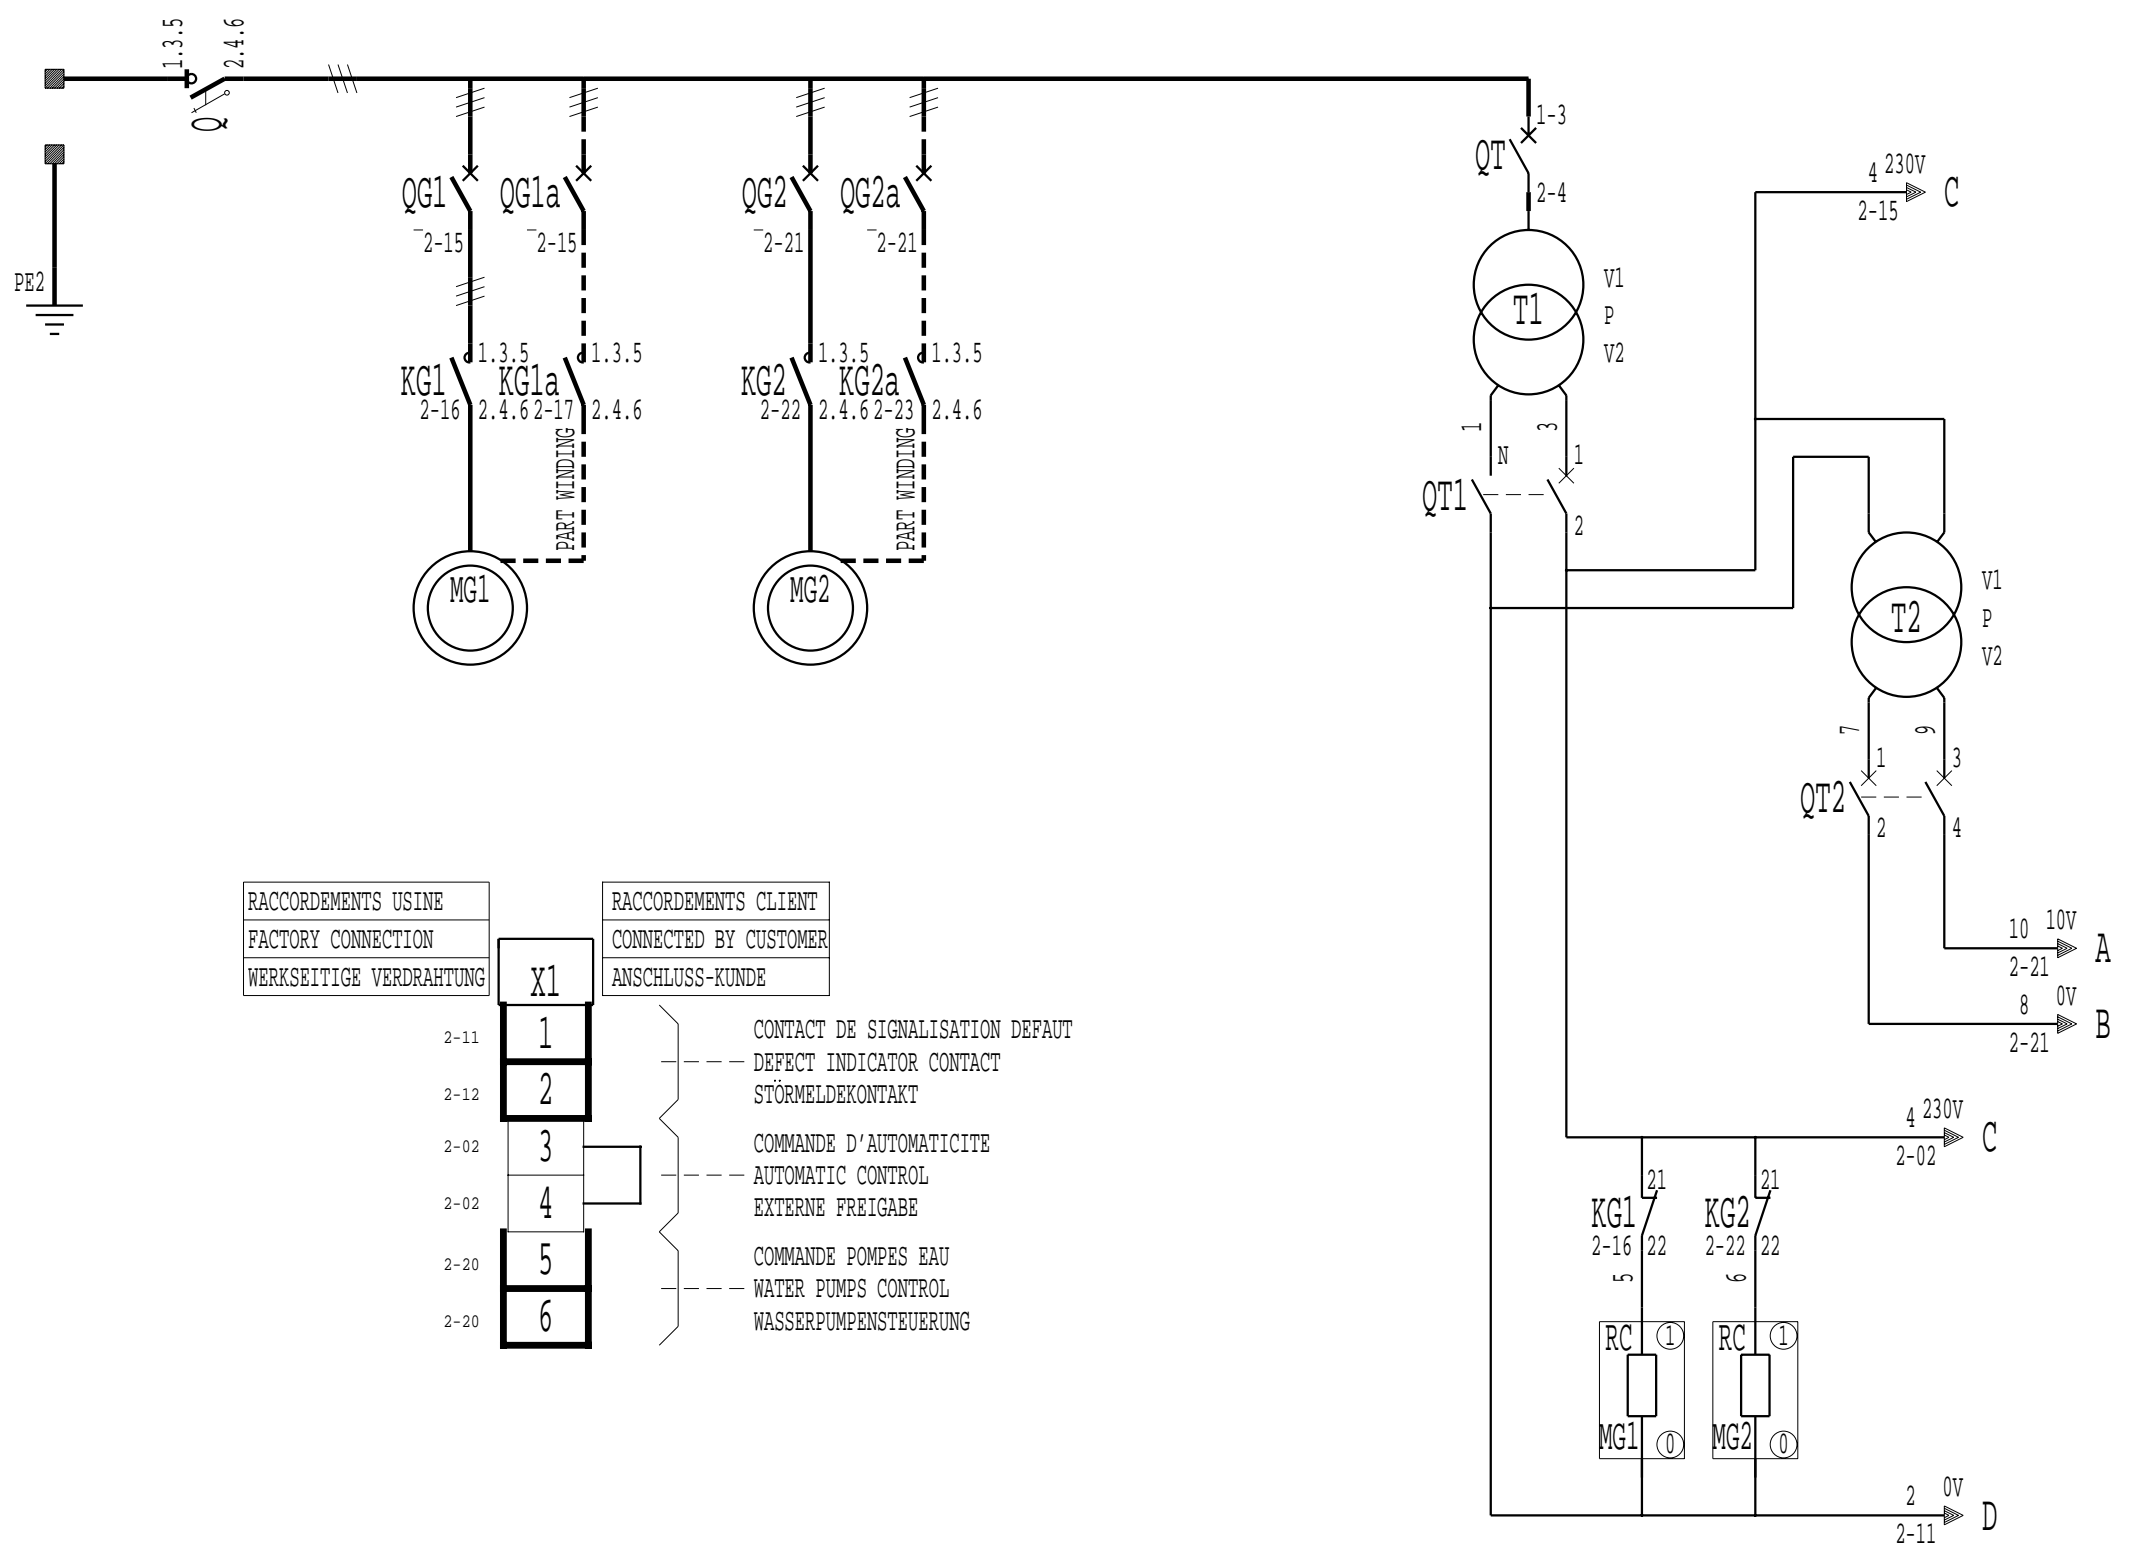 1.3.5
2.4.6
Q
PE2
QG1
2-15
QG1a
2-15
QG2
2-21
QG2a
2-21
KG1
1.3.5
2-16
2.4.6
KG1a
1.3.5
2-17
2.4.6
KG2
1.3.5
2-22
2.4.6
KG2a
1.3.5
2-23
2.4.6
PART WINDING
PART WINDING
MG1
MG2
1-3
QT
2-4
T1
V1
P
V2
1
3
N
1
QT1
2
4 230V
2-15
C
T2
V1
P
V2
7
9
1
3
QT2
2
4
10 10V
2-21
A
8 0V
2-21
B
4 230V
2-02
C
21
KG1
2-16
22
5
21
KG2
2-22
22
6
RC
1
MG1
0
RC
1
MG2
0
2 0V
2-11
D
RACCORDEMENTS USINE
FACTORY CONNECTION
WERKSEITIGE VERDRAHTUNG
RACCORDEMENTS CLIENT
CONNECTED BY CUSTOMER
ANSCHLUSS-KUNDE
X1
2-11
1
2-12
2
CONTACT DE SIGNALISATION DEFAUT
DEFECT INDICATOR CONTACT
STÖRMELDEKONTAKT
2-02
3
2-02
4
COMMANDE D'AUTOMATICITE
AUTOMATIC CONTROL
EXTERNE FREIGABE
2-20
5
2-20
6
COMMANDE POMPES EAU
WATER PUMPS CONTROL
WASSERPUMPENSTEUERUNG